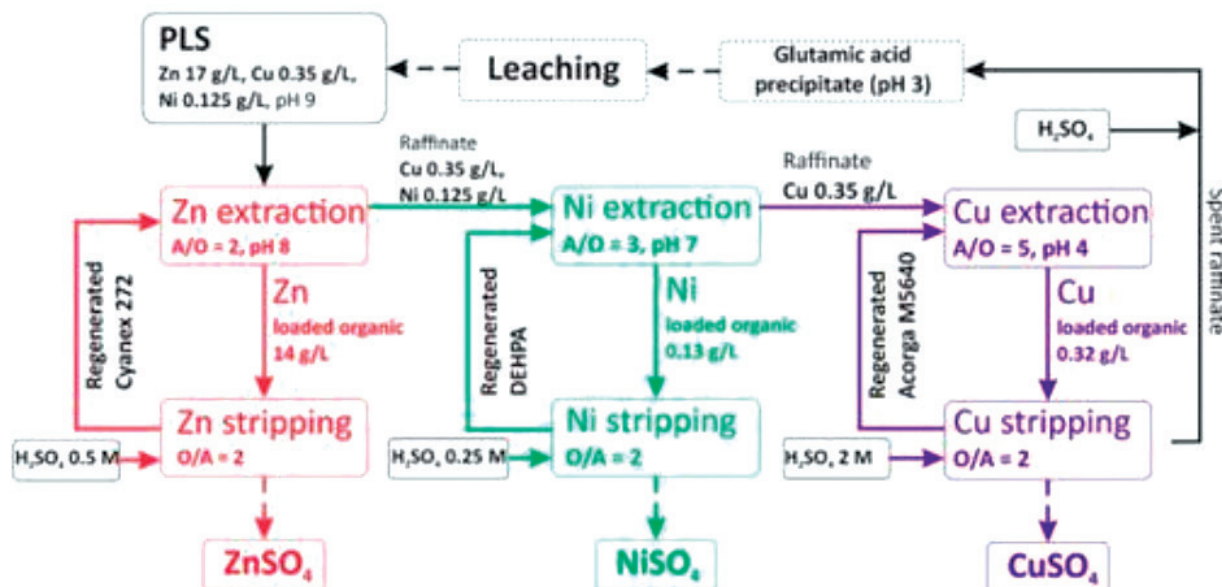 PLS
Zn 17 g/L, Cu 0.35 g/L,
Ni 0.125 g/L, pH 9
Leaching
Glutamic acid
precipitate (pH 3)
H₂SO₄
Raffinate
Cu 0.35 g/L,
Ni 0.125 g/L
Raffinate
Cu 0.35 g/L
Spent raffinate
Zn extraction
A/O = 2, pH 8
Ni extraction
A/O = 3, pH 7
Cu extraction
A/O = 5, pH 4
Regenerated
Cyanex 272
Zn
loaded organic
14 g/L
Regenerated
DEHPA
Ni
loaded organic
0.13 g/L
Regenerated
Acorga M5640
Cu
loaded organic
0.32 g/L
Zn stripping
O/A = 2
Ni stripping
O/A = 2
Cu stripping
O/A = 2
H₂SO₄ 0.5 M
H₂SO₄ 0.25 M
H₂SO₄ 2 M
ZnSO₄
NiSO₄
CuSO₄